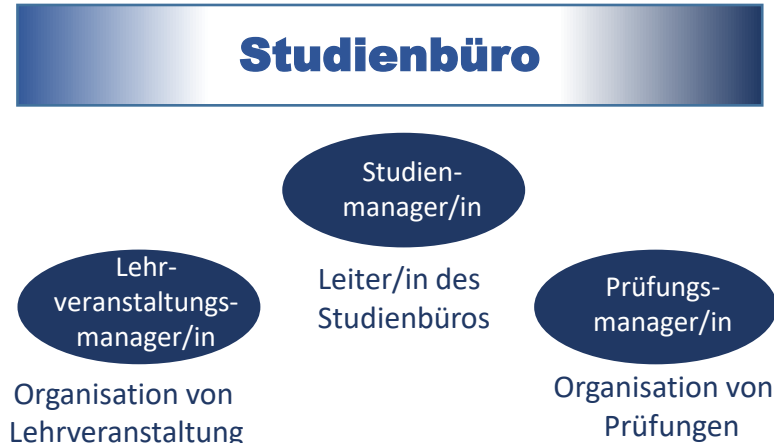 Studienbüro
Studien-
manager/in
Leiter/in des
Studienbüros
Lehr-
veranstaltungs-
manager/in
Organisation von
Lehrveranstaltung
Prüfungs-
manager/in
Organisation von
Prüfungen